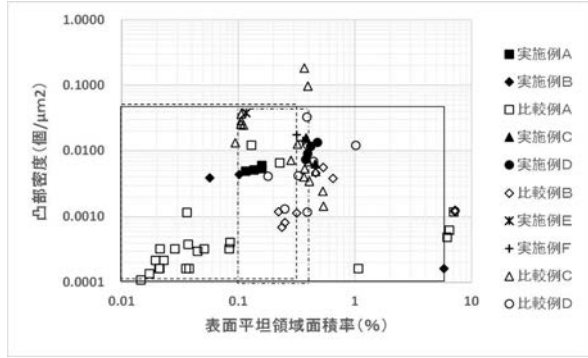 凸部密度(個/μm2)
1.0000
0.1000
0.0100
0.0010
0.0001
0.01
0.1
1
10
表面平坦領域面積率(%)
実施例A
実施例B
比較例A
実施例C
実施例D
比較例B
実施例E
実施例F
比較例C
比較例D